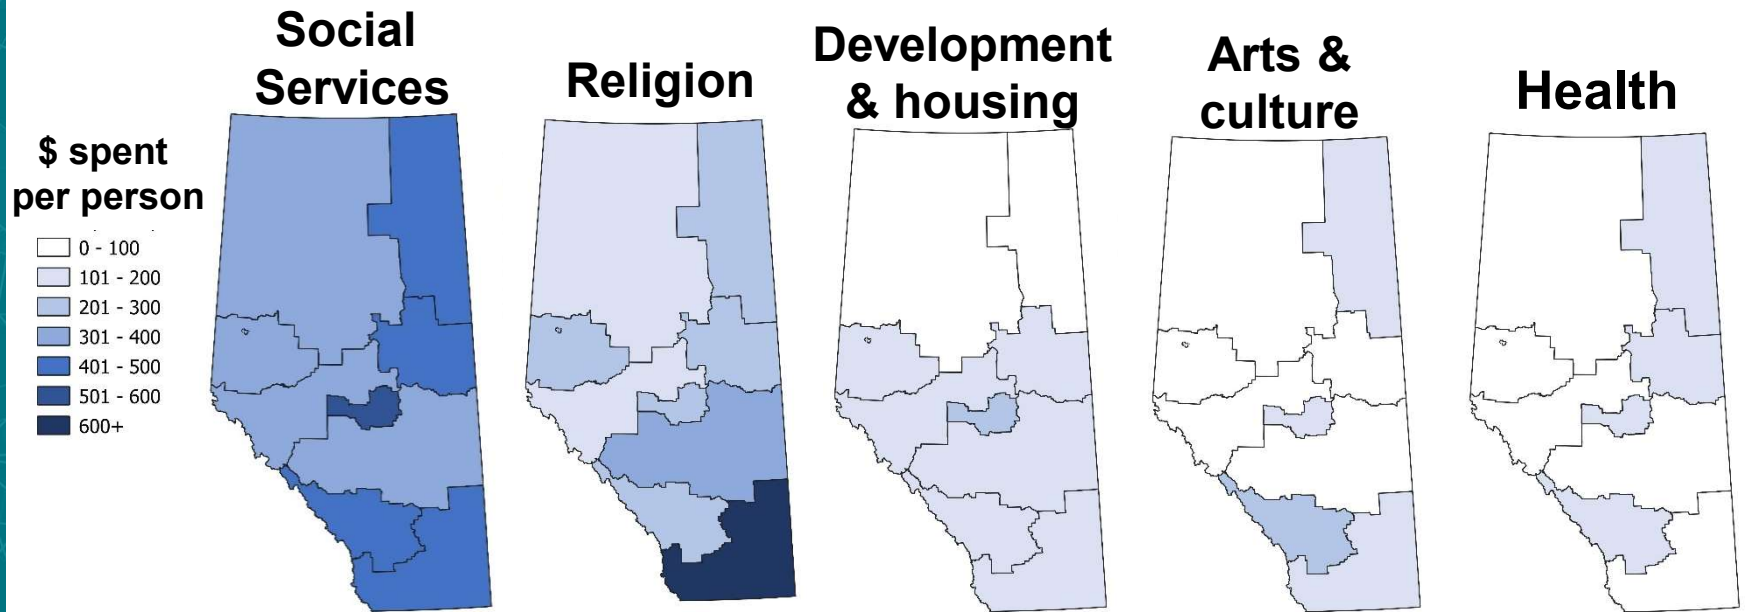 Social
Services
Religion
Development
& housing
Arts &
culture
Health
$ spent
per person
0 - 100
101 - 200
201 - 300
301 - 400
401 - 500
501 - 600
600+